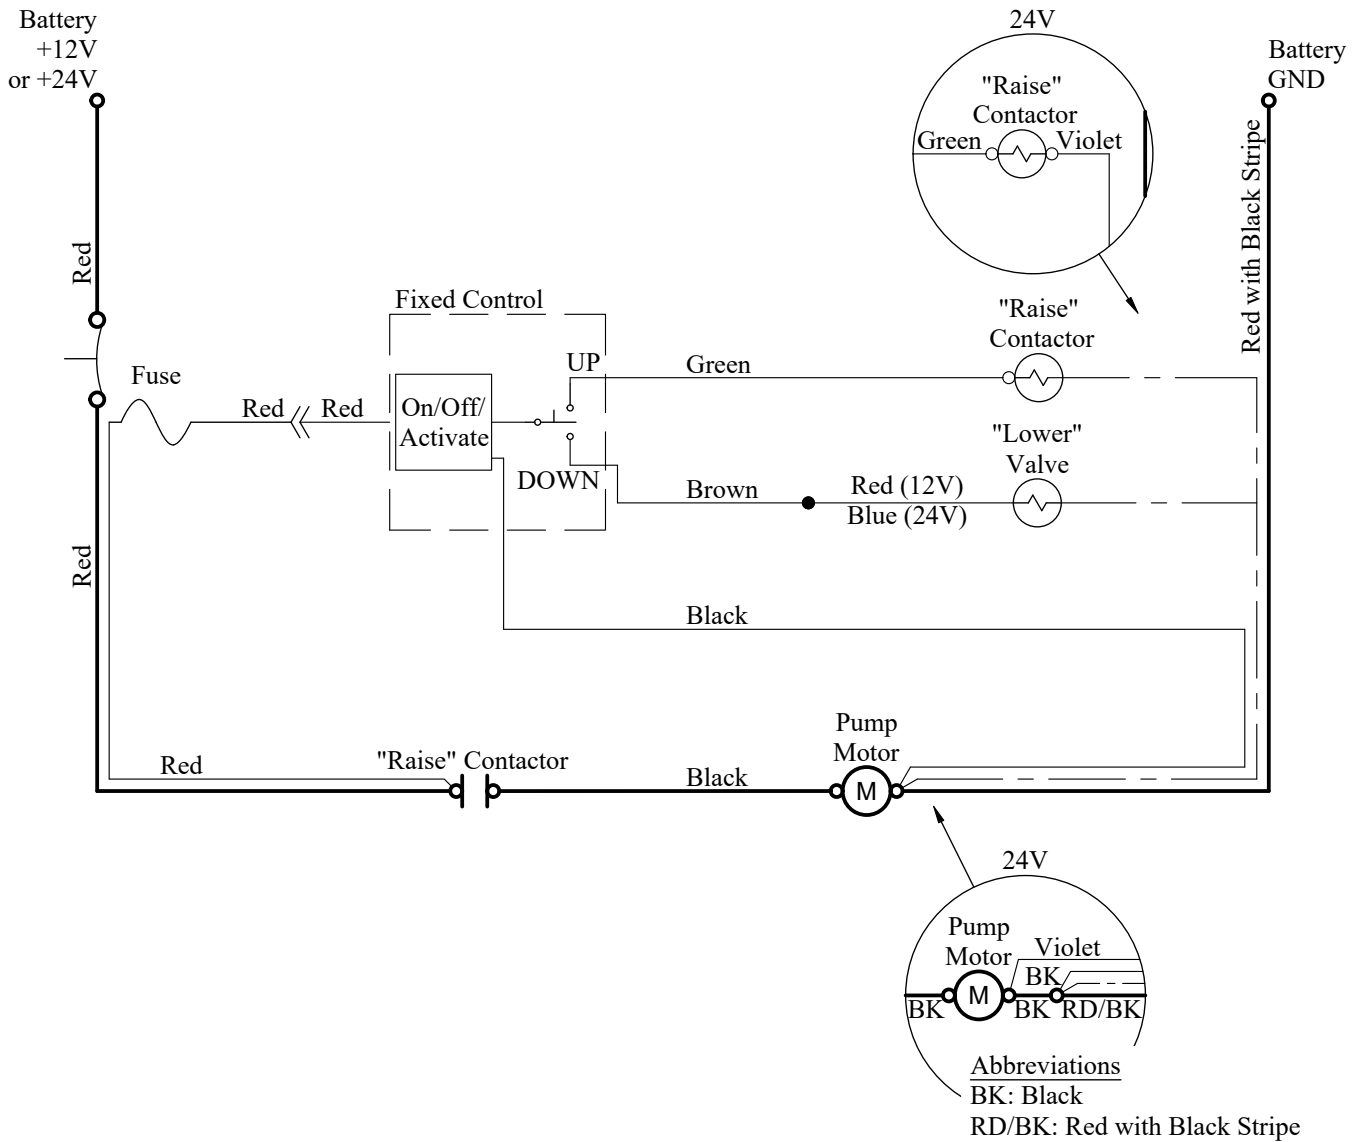 Battery
+12V
or +24V
24V
Battery
GND
"Raise"
Contactor
Green
Violet
Red with Black Stripe
Red
Fixed Control
"Raise"
Contactor
UP
Green
Fuse
Red
Red
On/Off/
Activate
DOWN
"Lower"
Valve
Brown
Red (12V)
Blue (24V)
Red
Black
Pump
Motor
Red
"Raise" Contactor
Black
M
24V
Pump
Motor
Violet
BK
M
BK
BK
RD/BK
Abbreviations
BK: Black
RD/BK: Red with Black Stripe